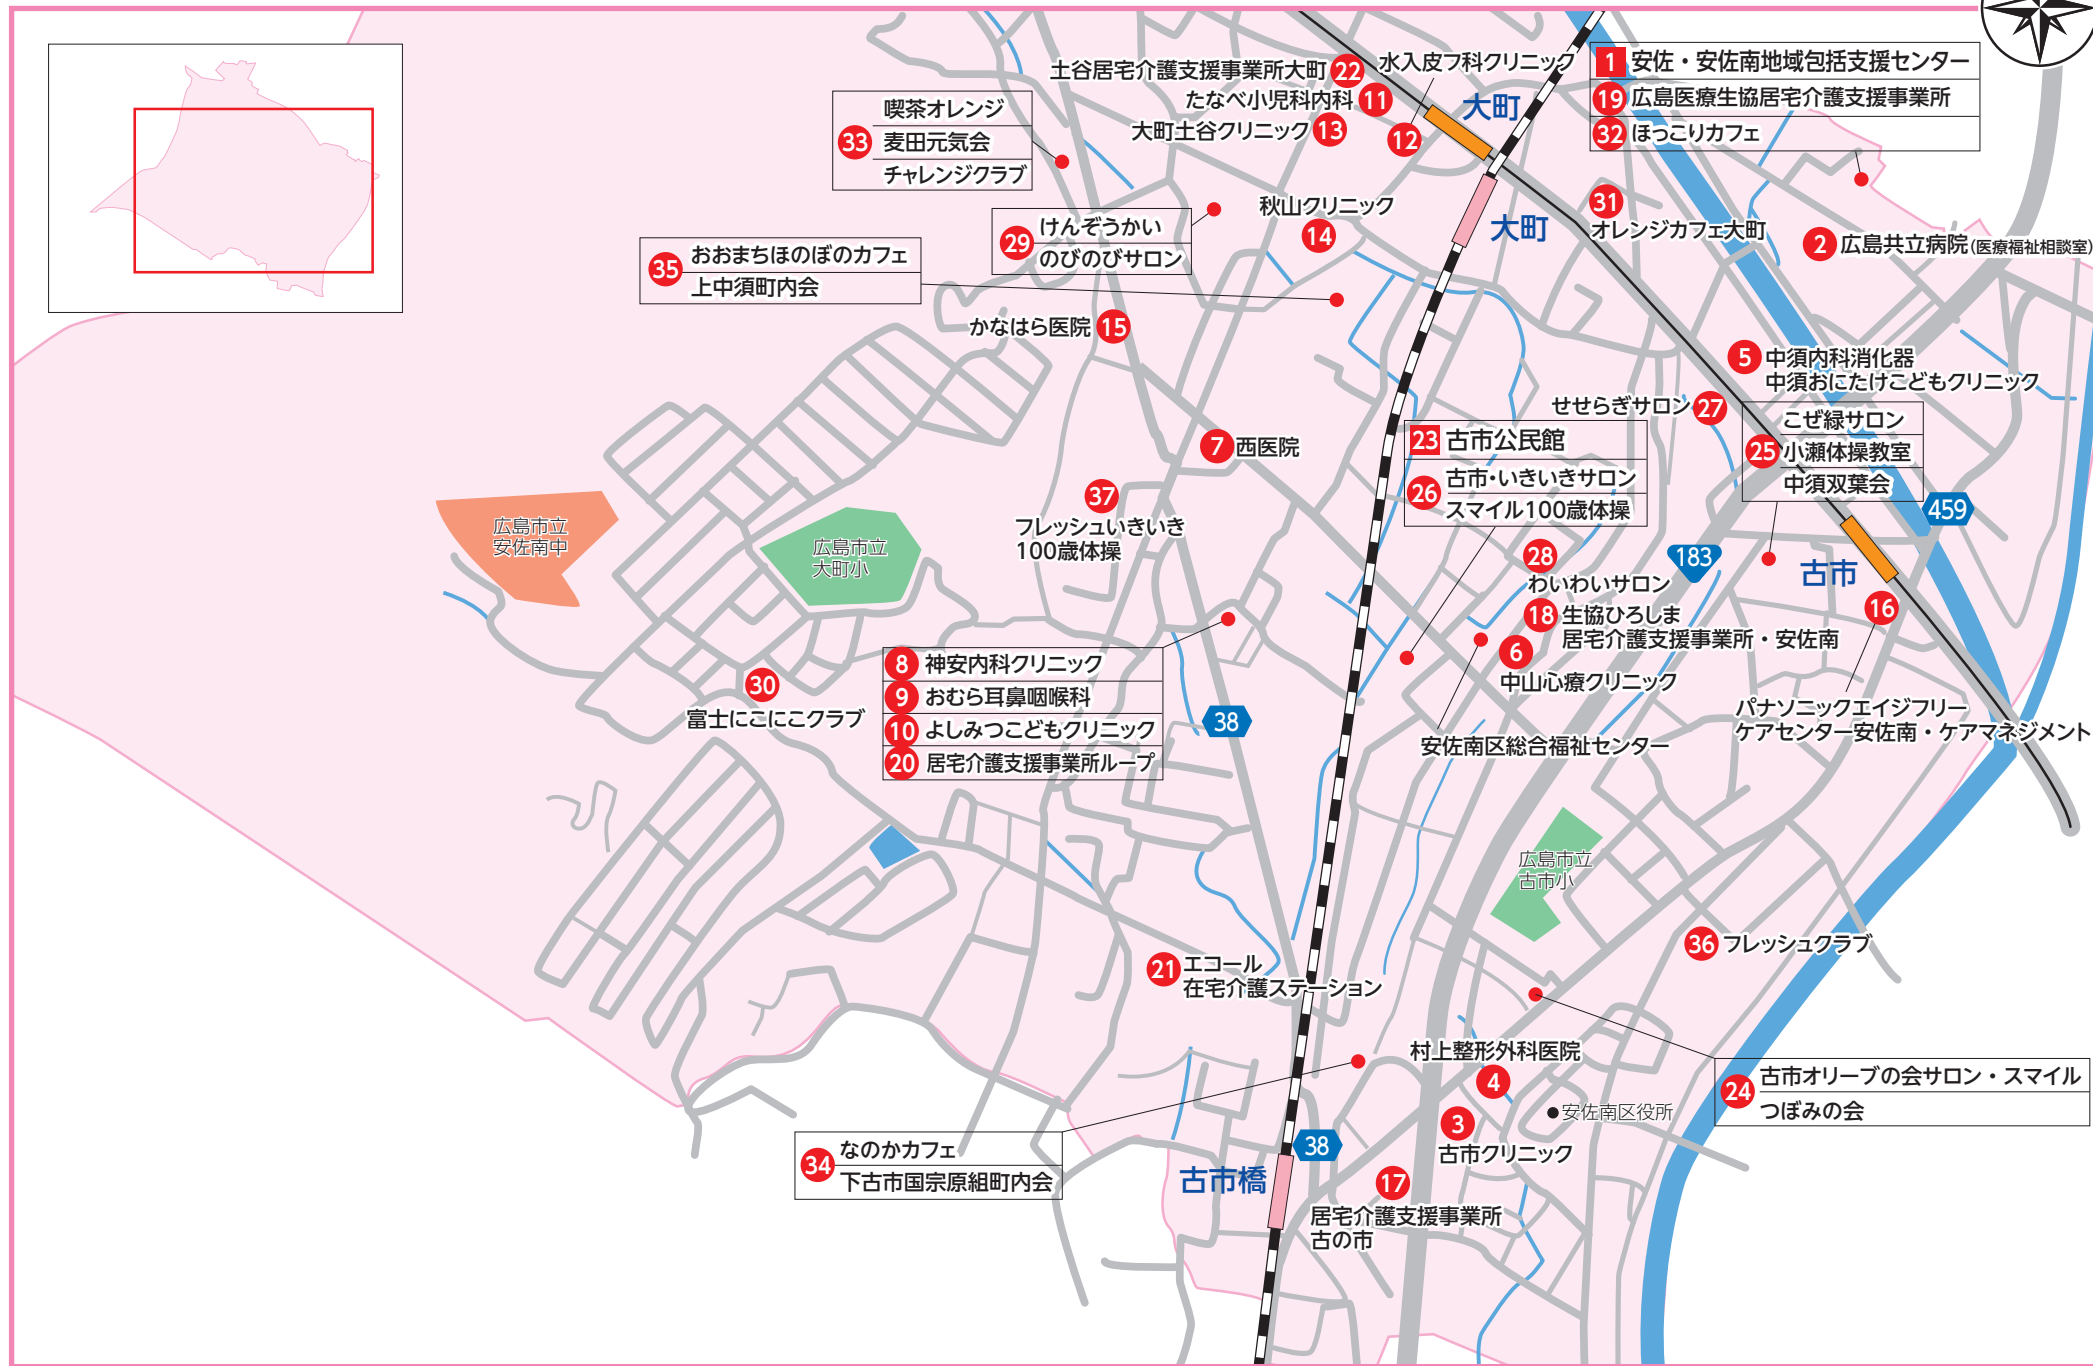 水入皮フ科クリニック
土谷居宅介護支援事業所大町 22
たなべ小児科内科 11
大町土谷クリニック 13
12
大町
大町
1 安佐・安佐南地域包括支援センター
19 広島医療生協居宅介護支援事業所
32 ほっこりカフェ
33
喫茶オレンジ
麦田元気会
チャレンジクラブ
29
けんぞうかい
のびのびサロン
秋山クリニック
14
31
オレンジカフェ大町
2 広島共立病院(医療福祉相談室)
35
おおまちほのぼのカフェ
上中須町内会
かなはら医院 15
5 中須内科消化器
中須おにたけこどもクリニック
せせらぎサロン 27
25
こぜ緑サロン
小瀬体操教室
中須双葉会
7 西医院
23 古市公民館
26
古市・いきいきサロン
スマイル100歳体操
459
183
古市
37
フレッシュいきいき
100歳体操
広島市立
安佐南中
広島市立
大町小
28
わいわいサロン
18 生協ひろしま
居宅介護支援事業所・安佐南
16
6
中山心療クリニック
8 神安内科クリニック
9 おむら耳鼻咽喉科
10 よしみつこどもクリニック
20 居宅介護支援事業所ループ
30
富士にこにこクラブ
38
安佐南区総合福祉センター
パナソニックエイジフリー
ケアセンター安佐南・ケアマネジメント
広島市立
古市小
36 フレッシュクラブ
21 エコール
在宅介護ステーション
村上整形外科医院
4
24
古市オリーブの会サロン・スマイル
つぼみの会
安佐南区役所
3
古市クリニック
34
なのかカフェ
下古市国宗原組町内会
38
古市橋
17
居宅介護支援事業所
古の市